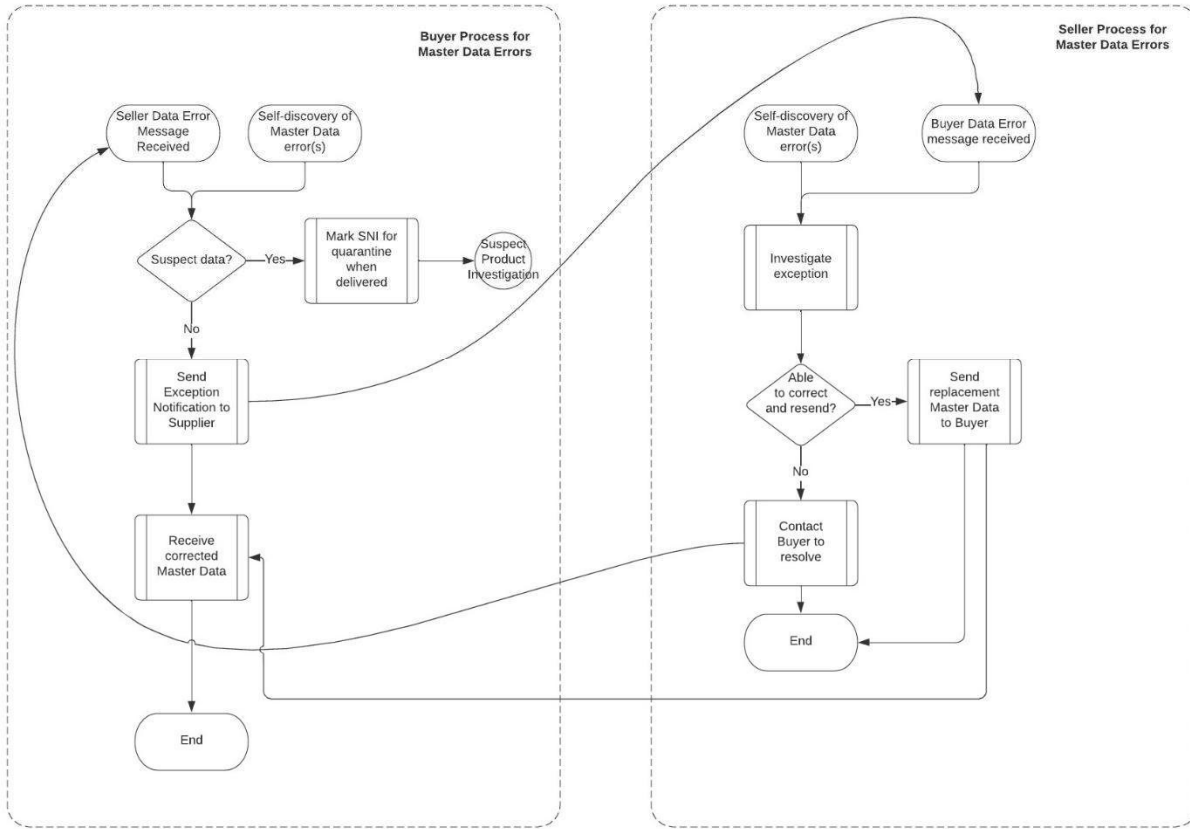 Buyer Process for
Master Data Errors
Seller Data Error
Message
Received
Self-discovery of
Master Data
error(s)
Suspect data?
Yes
Mark SNI for
quarantine
when
delivered
Suspect
Product
Investigation
No
Send
Exception
Notification to
Supplier
Receive
corrected
Master Data
End
Seller Process for
Master Data Errors
Self-discovery of
Master Data
error(s)
Buyer Data Error
message received
Investigate
exception
Able
to correct
and resend?
Yes
Send
replacement
Master Data
to Buyer
No
Contact
Buyer to
resolve
End